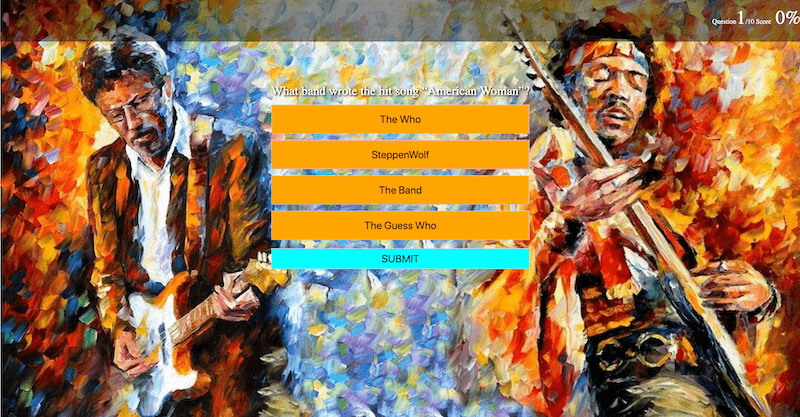 Question 1 /10 Score 0%
What band wrote the hit song “American Woman”?
The Who
SteppenWolf
The Band
The Guess Who
SUBMIT